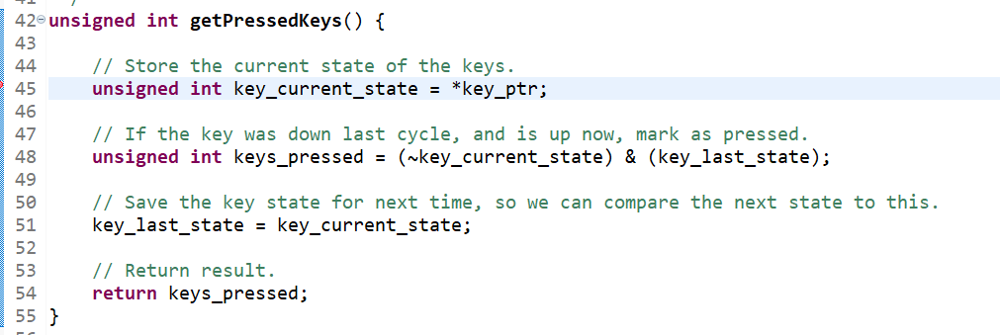 42 unsigned int getPressedKeys() {
43
44     // Store the current state of the keys.
45     unsigned int key_current_state = *key_ptr;
46
47     // If the key was down last cycle, and is up now, mark as pressed.
48     unsigned int keys_pressed = (~key_current_state) & (key_last_state);
49
50     // Save the key state for next time, so we can compare the next state to this.
51     key_last_state = key_current_state;
52
53     // Return result.
54     return keys_pressed;
55 }